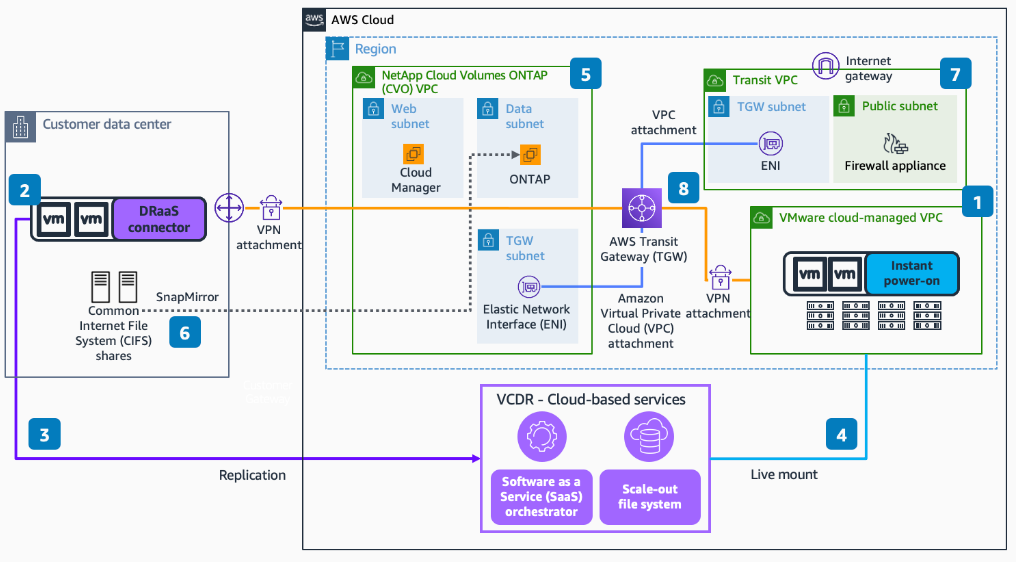 aws
AWS Cloud
Region
5
NetApp Cloud Volumes ONTAP
(CVO) VPC
Web
subnet
Cloud
Manager
Data
subnet
ONTAP
TGW
subnet
Elastic Network
Interface (ENI)
Internet
gateway
7
Transit VPC
TGW subnet
ENI
Public subnet
Firewall appliance
VPC
attachment
8
AWS Transit
Gateway (TGW)
Amazon
Virtual Private
Cloud (VPC)
attachment
VPN
attachment
1
VMware cloud-managed VPC
vm
vm
Instant
power-on
Customer data center
2
vm
vm
DRaaS
connector
VPN
attachment
SnapMirror
6
Common
Internet File
System (CIFS)
shares
3
Replication
VCDR - Cloud-based services
Software as a
Service (SaaS)
orchestrator
Scale-out
file system
4
Live mount